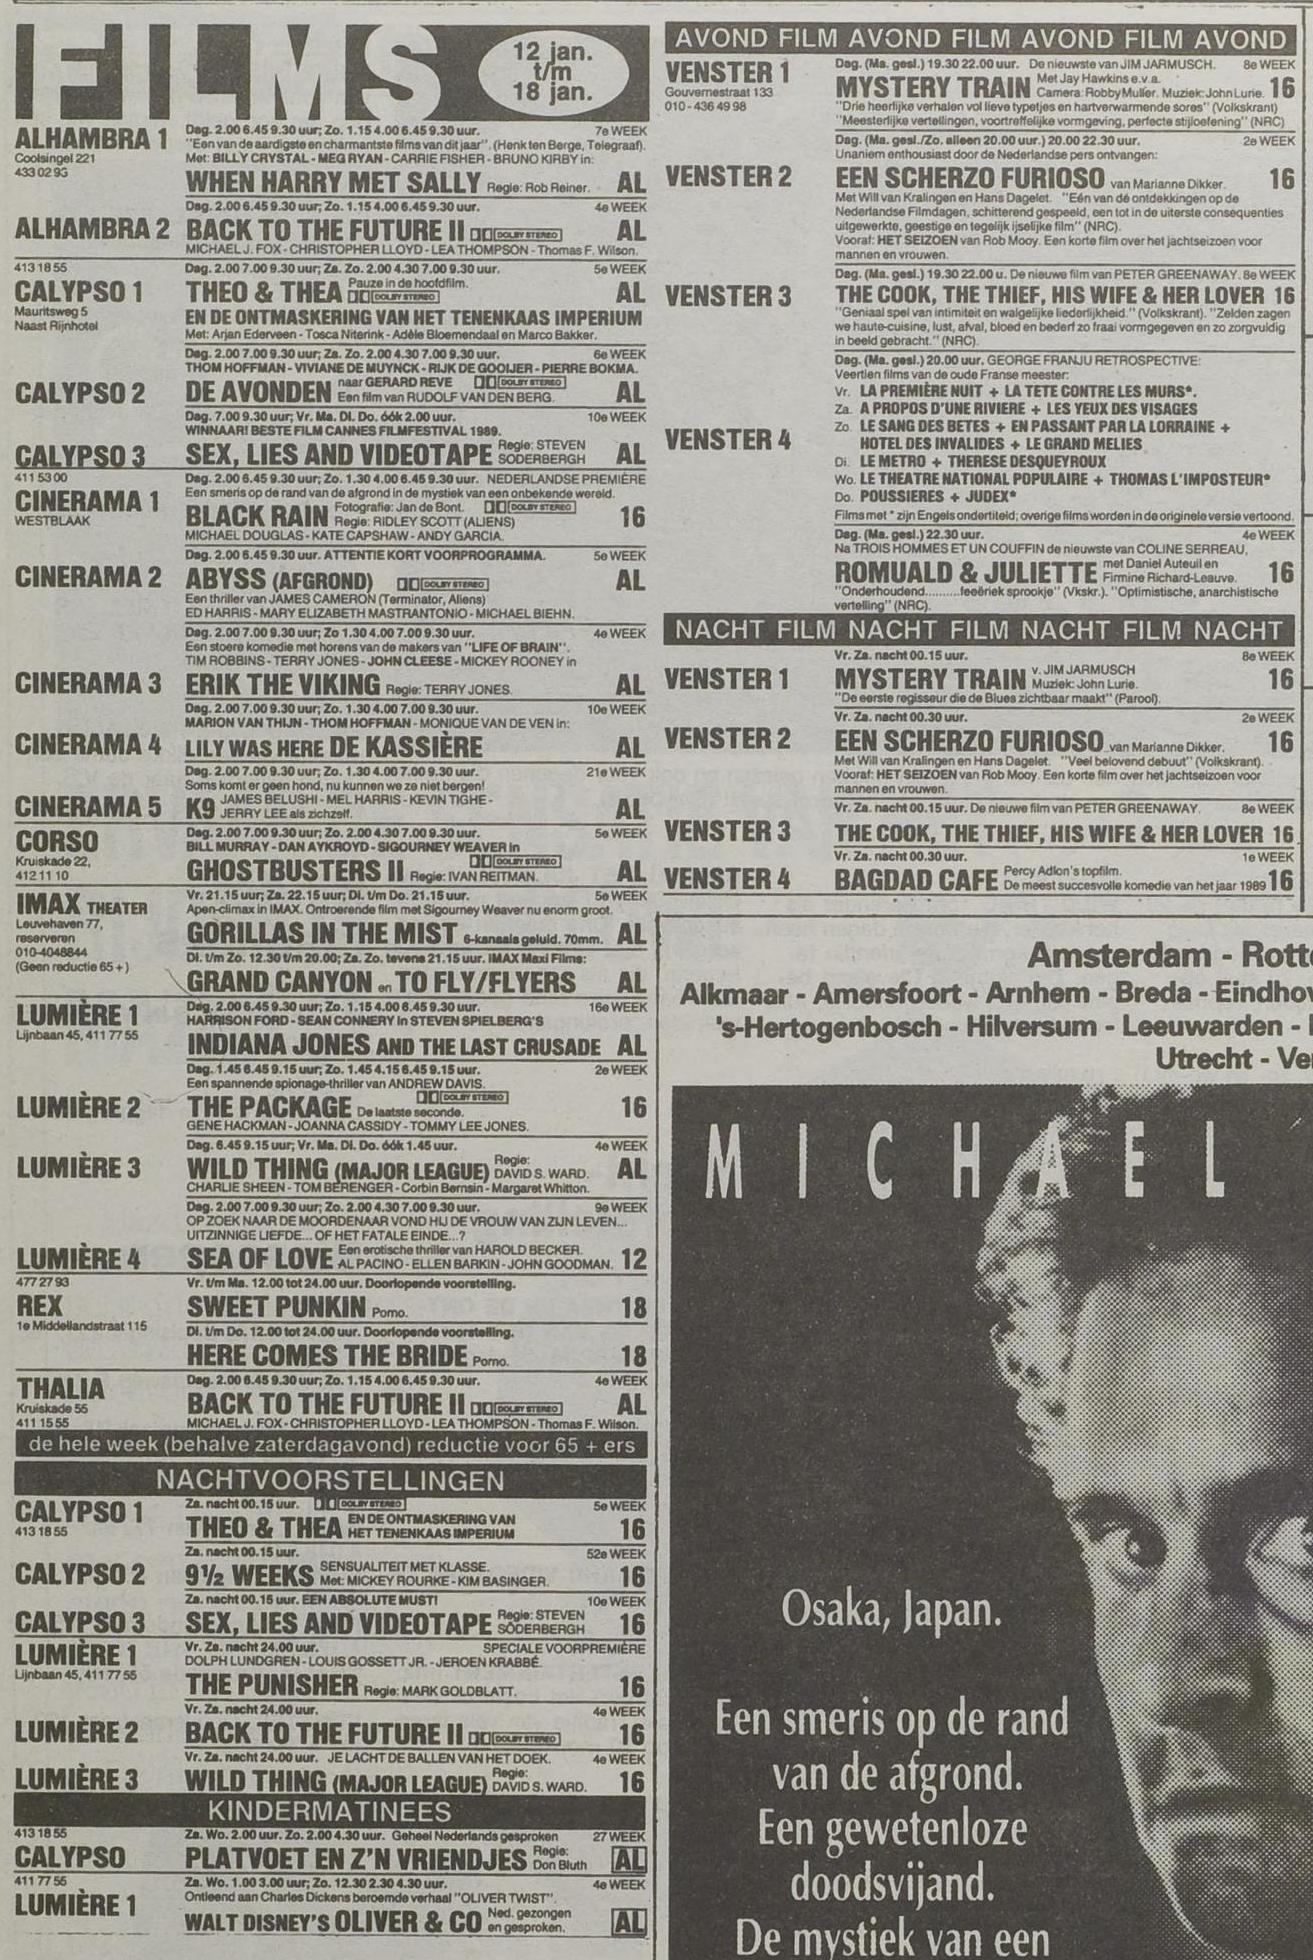 FILMS
12 jan.
t/m
18 jan.
ALHAMBRA 1
Coolsingel 221
433 02 93
Dag. 2.00 6.45 9.30 uur; Zo. 1.15 4.00 6.45 9.30 uur. 7e WEEK
"Een van de aardigste en charmantste films van dit jaar". (Henk ten Berge, Telegraaf).
Met: BILLY CRYSTAL - MEG RYAN - CARRIE FISHER - BRUNO KIRBY in:
WHEN HARRY MET SALLY Regie: Rob Reiner. AL
Dag. 2.00 6.45 9.30 uur; Zo. 1.15 4.00 6.45 9.30 uur. 4e WEEK
ALHAMBRA 2 BACK TO THE FUTURE II DOLBY STEREO AL
MICHAEL J. FOX - CHRISTOPHER LLOYD - LEA THOMPSON - Thomas F. Wilson.
413 18 55
CALYPSO 1
Mauritsweg 5
Naast Rijnhotel
Dag. 2.00 7.00 9.30 uur; Za. Zo. 2.00 4.30 7.00 9.30 uur. 5e WEEK
THEO & THEA Pauze in de hoofdfilm. DOLBY STEREO AL
EN DE ONTMASKERING VAN HET TENENKAAS IMPERIUM
Met: Arjan Ederveen - Tosca Niterink - Adèle Bloemendaal en Marco Bakker.
Dag. 2.00 7.00 9.30 uur; Za. Zo. 2.00 4.30 7.00 9.30 uur. 6e WEEK
THOM HOFFMAN - VIVIANE DE MUYNCK - RIJK DE GOOIJER - PIERRE BOKMA.
CALYPSO 2 DE AVONDEN naar GERARD REVE DOLBY STEREO Een film van RUDOLF VAN DEN BERG. AL
Dag. 7.00 9.30 uur; Vr. Ma. Di. Do. óók 2.00 uur. 10e WEEK
WINNAAR! BESTE FILM CANNES FILMFESTIVAL 1989.
CALYPSO 3 SEX, LIES AND VIDEOTAPE Regie: STEVEN SODERBERGH AL
411 53 00
CINERAMA 1
WESTBLAAK
Dag. 2.00 6.45 9.30 uur; Zo. 1.30 4.00 6.45 9.30 uur. NEDERLANDSE PREMIÈRE
Een smeris op de rand van de afgrond in de mystiek van een onbekende wereld.
BLACK RAIN Fotografie: Jan de Bont. DOLBY STEREO Regie: RIDLEY SCOTT (ALIENS) 16
MICHAEL DOUGLAS - KATE CAPSHAW - ANDY GARCIA.
Dag. 2.00 6.45 9.30 uur. ATTENTIE KORT VOORPROGRAMMA. 5e WEEK
CINERAMA 2 ABYSS (AFGROND) DOLBY STEREO AL
Een thriller van JAMES CAMERON (Terminator, Aliens)
ED HARRIS - MARY ELIZABETH MASTRANTONIO - MICHAEL BIEHN.
Dag. 2.00 7.00 9.30 uur; Zo 1.30 4.00 7.00 9.30 uur. 4e WEEK
Een stoere komedie met horens van de makers van "LIFE OF BRAIN".
TIM ROBBINS - TERRY JONES - JOHN CLEESE - MICKEY ROONEY in
CINERAMA 3 ERIK THE VIKING Regie: TERRY JONES. AL
Dag. 2.00 7.00 9.30 uur; Zo. 1.30 4.00 7.00 9.30 uur. 10e WEEK
MARION VAN THIJN - THOM HOFFMAN - MONIQUE VAN DE VEN in:
CINERAMA 4 LILY WAS HERE DE KASSIÈRE AL
Dag. 2.00 7.00 9.30 uur; Zo. 1.30 4.00 7.00 9.30 uur. 21e WEEK
Soms komt er geen hond, nu kunnen we ze niet bergen!
CINERAMA 5 K9 JAMES BELUSHI - MEL HARRIS - KEVIN TIGHE - JERRY LEE als zichzelf. AL
CORSO
Kruiskade 22,
412 11 10
Dag. 2.00 7.00 9.30 uur; Zo. 2.00 4.30 7.00 9.30 uur. 5e WEEK
BILL MURRAY - DAN AYKROYD - SIGOURNEY WEAVER in
GHOSTBUSTERS II DOLBY STEREO Regie: IVAN REITMAN. AL
IMAX THEATER
Leuvehaven 77,
reserveren
010-4048844
(Geen reductie 65+)
Vr. 21.15 uur; Za. 22.15 uur; Di. t/m Do. 21.15 uur. 5e WEEK
Apen-climax in IMAX. Ontroerende film met Sigourney Weaver nu enorm groot.
GORILLAS IN THE MIST 6-kanaals geluid. 70mm. AL
Di. t/m Zo. 12.30 t/m 20.00; Za. Zo. tevens 21.15 uur. IMAX Maxi Films:
GRAND CANYON en TO FLY/FLYERS AL
LUMIÈRE 1
Lijnbaan 45, 411 77 55
Dag. 2.00 6.45 9.30 uur; Zo. 1.15 4.00 6.45 9.30 uur. 16e WEEK
HARRISON FORD - SEAN CONNERY in STEVEN SPIELBERG'S
INDIANA JONES AND THE LAST CRUSADE AL
Dag. 1.45 6.45 9.15 uur; Zo. 1.45 4.15 6.45 9.15 uur. 2e WEEK
Een spannende spionage-thriller van ANDREW DAVIS.
LUMIÈRE 2 THE PACKAGE De laatste seconde. DOLBY STEREO 16
GENE HACKMAN - JOANNA CASSIDY - TOMMY LEE JONES.
Dag. 6.45 9.15 uur; Vr. Ma. Di. Do. óók 1.45 uur. 4e WEEK
LUMIÈRE 3 WILD THING (MAJOR LEAGUE) Regie: DAVID S. WARD. AL
CHARLIE SHEEN - TOM BERENGER - Corbin Bernsin - Margaret Whitton.
Dag. 2.00 7.00 9.30 uur; Zo. 2.00 4.30 7.00 9.30 uur. 9e WEEK
OP ZOEK NAAR DE MOORDENAAR VOND HIJ DE VROUW VAN ZIJN LEVEN...
UITZINNIGE LIEFDE... OF HET FATALE EINDE...?
LUMIÈRE 4 SEA OF LOVE Een erotische thriller van HAROLD BECKER. AL PACINO - ELLEN BARKIN - JOHN GOODMAN. 12
477 27 93
REX
1e Middellandstraat 115
Vr. t/m Ma. 12.00 tot 24.00 uur. Doorlopende voorstelling.
SWEET PUNKIN Porno. 18
Di. t/m Do. 12.00 tot 24.00 uur. Doorlopende voorstelling.
HERE COMES THE BRIDE Porno. 18
THALIA
Kruiskade 55
411 15 55
Dag. 2.00 6.45 9.30 uur; Zo. 1.15 4.00 6.45 9.30 uur. 4e WEEK
BACK TO THE FUTURE II DOLBY STEREO AL
MICHAEL J. FOX - CHRISTOPHER LLOYD - LEA THOMPSON - Thomas F. Wilson.
de hele week (behalve zaterdagavond) reductie voor 65 + ers
NACHTVOORSTELLINGEN
CALYPSO 1
413 18 55
Za. nacht 00.15 uur. DOLBY STEREO 5e WEEK
THEO & THEA EN DE ONTMASKERING VAN HET TENENKAAS IMPERIUM 16
Za. nacht 00.15 uur. 52e WEEK
CALYPSO 2 9½ WEEKS SENSUALITEIT MET KLASSE. Met: MICKEY ROURKE - KIM BASINGER. 16
Za. nacht 00.15 uur. EEN ABSOLUTE MUST! 10e WEEK
CALYPSO 3 SEX, LIES AND VIDEOTAPE Regie: STEVEN SÖDERBERGH 16
LUMIÈRE 1
Lijnbaan 45, 411 77 55
Vr. Za. nacht 24.00 uur. SPECIALE VOORPREMIÈRE
DOLPH LUNDGREN - LOUIS GOSSETT JR. - JEROEN KRABBÉ.
THE PUNISHER Regie: MARK GOLDBLATT. 16
Vr. Za. nacht 24.00 uur. 4e WEEK
LUMIÈRE 2 BACK TO THE FUTURE II DOLBY STEREO 16
Vr. Za. nacht 24.00 uur. JE LACHT DE BALLEN VAN HET DOEK. 4e WEEK
LUMIÈRE 3 WILD THING (MAJOR LEAGUE) Regie: DAVID S. WARD. 16
KINDERMATINEES
413 18 55
Za. Wo. 2.00 uur. Zo. 2.00 4.30 uur. Geheel Nederlands gesproken 27 WEEK
CALYPSO PLATVOET EN Z'N VRIENDJES Regie: Don Bluth AL
411 77 55
Za. Wo. 1.00 3.00 uur; Zo. 12.30 2.30 4.30 uur. 4e WEEK
Ontleend aan Charles Dickens beroemde verhaal "OLIVER TWIST".
LUMIÈRE 1 WALT DISNEY'S OLIVER & CO Ned. gezongen en gesproken. AL
AVOND FILM AVOND FILM AVOND FILM AVOND
VENSTER 1
Gouvernestraat 133
010 - 436 49 98
Dag. (Ma. gesl.) 19.30 22.00 uur. De nieuwste van JIM JARMUSCH. 8e WEEK
MYSTERY TRAIN Met Jay Hawkins e.v.a. Camera: Robby Muller. Muziek: John Lurie. 16
"Drie heerlijke verhalen vol lieve typetjes en hartverwarmende sores" (Volkskrant)
"Meesterlijke vertellingen, voortreffelijke vormgeving, perfecte stijloefening" (NRC)
Dag. (Ma. gesl./Zo. alleen 20.00 uur.) 20.00 22.30 uur. 2e WEEK
Unaniem enthousiast door de Nederlandse pers ontvangen:
VENSTER 2 EEN SCHERZO FURIOSO van Marianne Dikker. 16
Met Will van Kralingen en Hans Dagelet. "Eén van dé ontdekkingen op de
Nederlandse Filmdagen, schitterend gespeeld, een tot in de uiterste consequenties
uitgewerkte, geestige en tegelijk ijselijke film" (NRC).
Vooraf: HET SEIZOEN van Rob Mooy. Een korte film over het jachtseizoen voor
mannen en vrouwen.
Dag. (Ma. gesl.) 19.30 22.00 u. De nieuwe film van PETER GREENAWAY. 8e WEEK
VENSTER 3 THE COOK, THE THIEF, HIS WIFE & HER LOVER 16
"Geniaal spel van intimiteit en walgelijke liederlijkheid." (Volkskrant). "Zelden zagen
we haute-cuisine, lust, afval, bloed en bederf zo fraai vormgegeven en zo zorgvuldig
in beeld gebracht." (NRC).
Dag. (Ma. gesl.) 20.00 uur. GEORGE FRANJU RETROSPECTIVE:
Veertien films van de oude Franse meester:
Vr. LA PREMIÈRE NUIT + LA TETE CONTRE LES MURS*.
Za. A PROPOS D'UNE RIVIERE + LES YEUX DES VISAGES
Zo. LE SANG DES BETES + EN PASSANT PAR LA LORRAINE +
VENSTER 4 HOTEL DES INVALIDES + LE GRAND MELIES
Di. LE METRO + THERESE DESQUEYROUX
Wo. LE THEATRE NATIONAL POPULAIRE + THOMAS L'IMPOSTEUR*
Do. POUSSIERES + JUDEX*
Films met * zijn Engels ondertiteld; overige films worden in de originele versie vertoond.
Dag. (Ma. gesl.) 22.30 uur. 4e WEEK
Na TROIS HOMMES ET UN COUFFIN de nieuwste van COLINE SERREAU,
ROMUALD & JULIETTE met Daniel Auteuil en Firmine Richard-Leauve. 16
"Onderhoudend..........feeëriek sprookje" (Vkskr.). "Optimistische, anarchistische
vertelling" (NRC).
NACHT FILM NACHT FILM NACHT FILM NACHT
Vr. Za. nacht 00.15 uur. 8e WEEK
VENSTER 1 MYSTERY TRAIN v. JIM JARMUSCH Muziek: John Lurie. 16
"De eerste regisseur die de Blues zichtbaar maakt" (Parool).
Vr. Za. nacht 00.30 uur. 2e WEEK
VENSTER 2 EEN SCHERZO FURIOSO van Marianne Dikker. 16
Met Will van Kralingen en Hans Dagelet. "Veel belovend debuut" (Volkskrant).
Vooraf: HET SEIZOEN van Rob Mooy. Een korte film over het jachtseizoen voor
mannen en vrouwen.
Vr. Za. nacht 00.15 uur. De nieuwe film van PETER GREENAWAY. 8e WEEK
VENSTER 3 THE COOK, THE THIEF, HIS WIFE & HER LOVER 16
Vr. Za. nacht 00.30 uur. 1e WEEK
VENSTER 4 BAGDAD CAFE Percy Adlon's topfilm. De meest succesvolle komedie van het jaar 1989 16
Amsterdam - Rotte
Alkmaar - Amersfoort - Arnhem - Breda - Eindhov
's-Hertogenbosch - Hilversum - Leeuwarden -
Utrecht - Ve
MICHAEL
Osaka, Japan.
Een smeris op de rand
van de afgrond.
Een gewetenloze
doodsvijand.
De mystiek van een